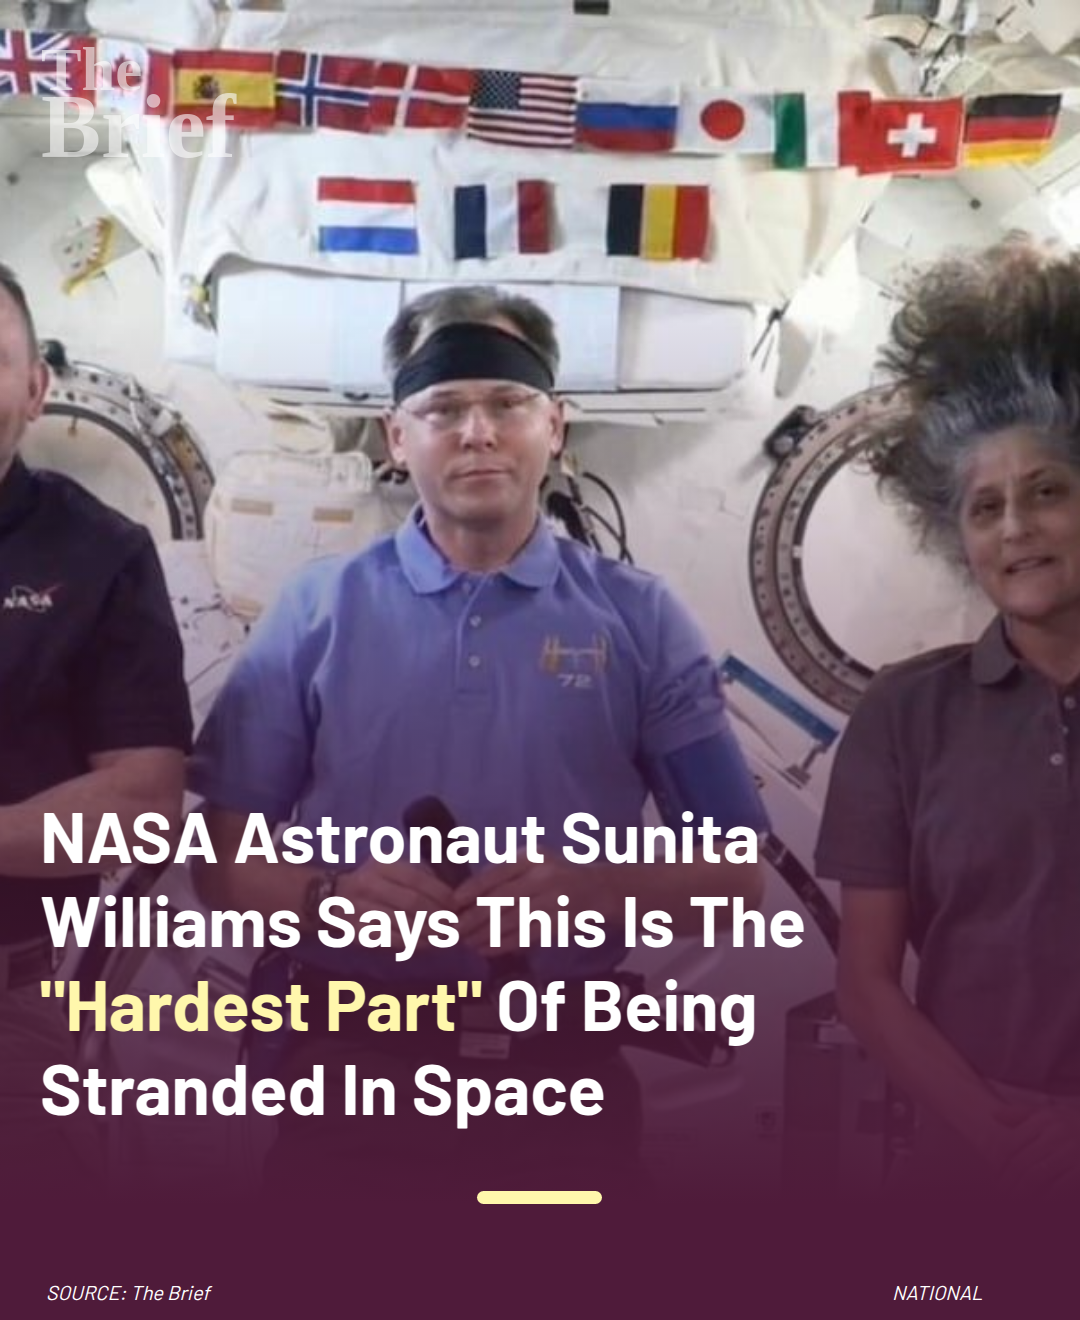 The
Brief
NASA
72
NASA Astronaut Sunita
Williams Says This Is The
"Hardest Part" Of Being
Stranded In Space
SOURCE: The Brief
NATIONAL